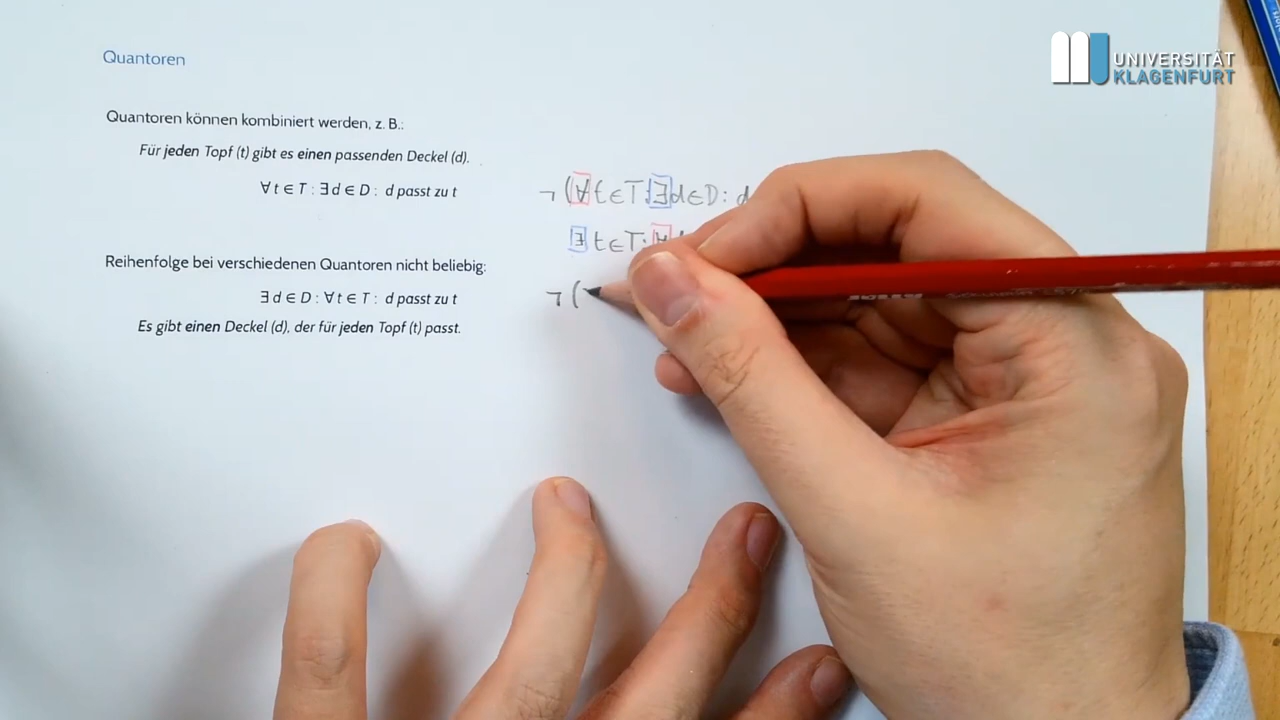 Quantoren
UNIVERSITÄT
KLAGENFURT
Quantoren können kombiniert werden, z. B.:
Für jeden Topf (t) gibt es einen passenden Deckel (d).
∀ t ∈ T : ∃ d ∈ D : d passt zu t
¬ (∀ t ∈ T : ∃ d ∈ D : d
∃ t ∈ T : ∀
Reihenfolge bei verschiedenen Quantoren nicht beliebig:
∃ d ∈ D : ∀ t ∈ T : d passt zu t
¬ (
Es gibt einen Deckel (d), der für jeden Topf (t) passt.